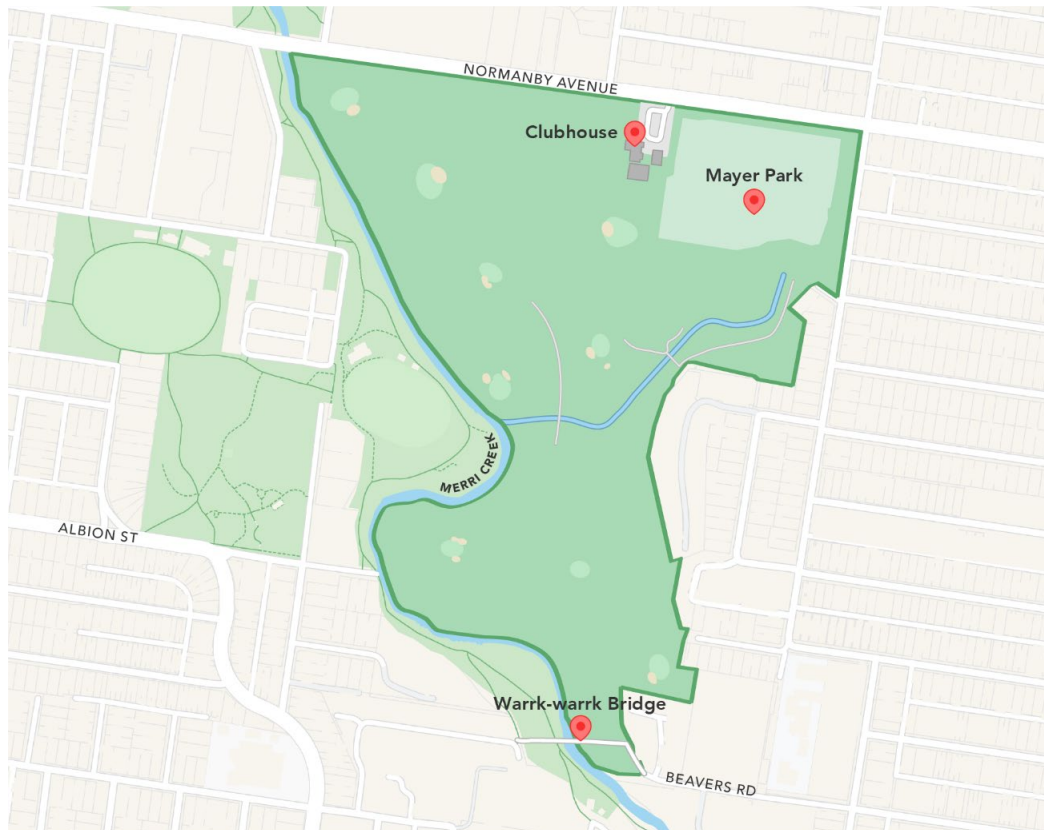 NORMANBY AVENUE
Clubhouse
Mayer Park
MERRI CREEK
ALBION ST
Warrk-warrk Bridge
BEAVERS RD